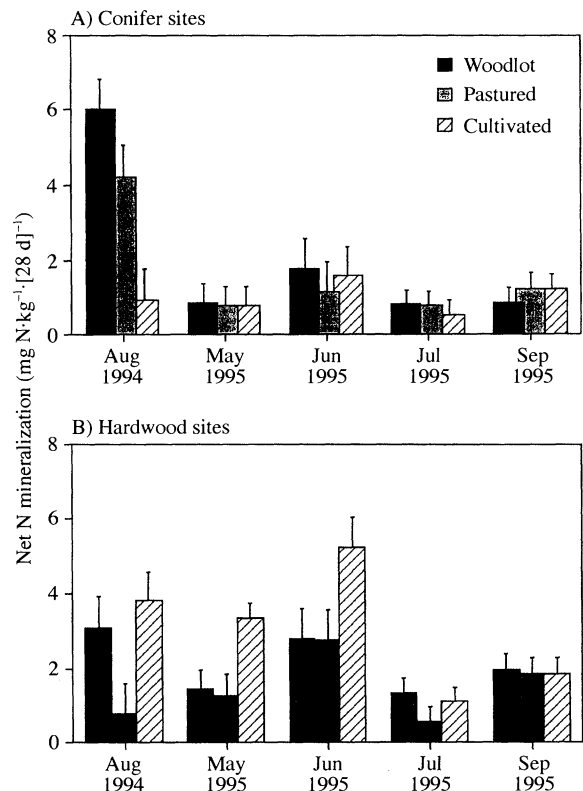 A) Conifer sites
8
6
4
2
0
Woodlot
Pastured
Cultivated
Aug 1994
May 1995
Jun 1995
Jul 1995
Sep 1995
Net N mineralization (mg N·kg⁻¹·[28 d]⁻¹)
B) Hardwood sites
8
6
4
2
0
Aug 1994
May 1995
Jun 1995
Jul 1995
Sep 1995